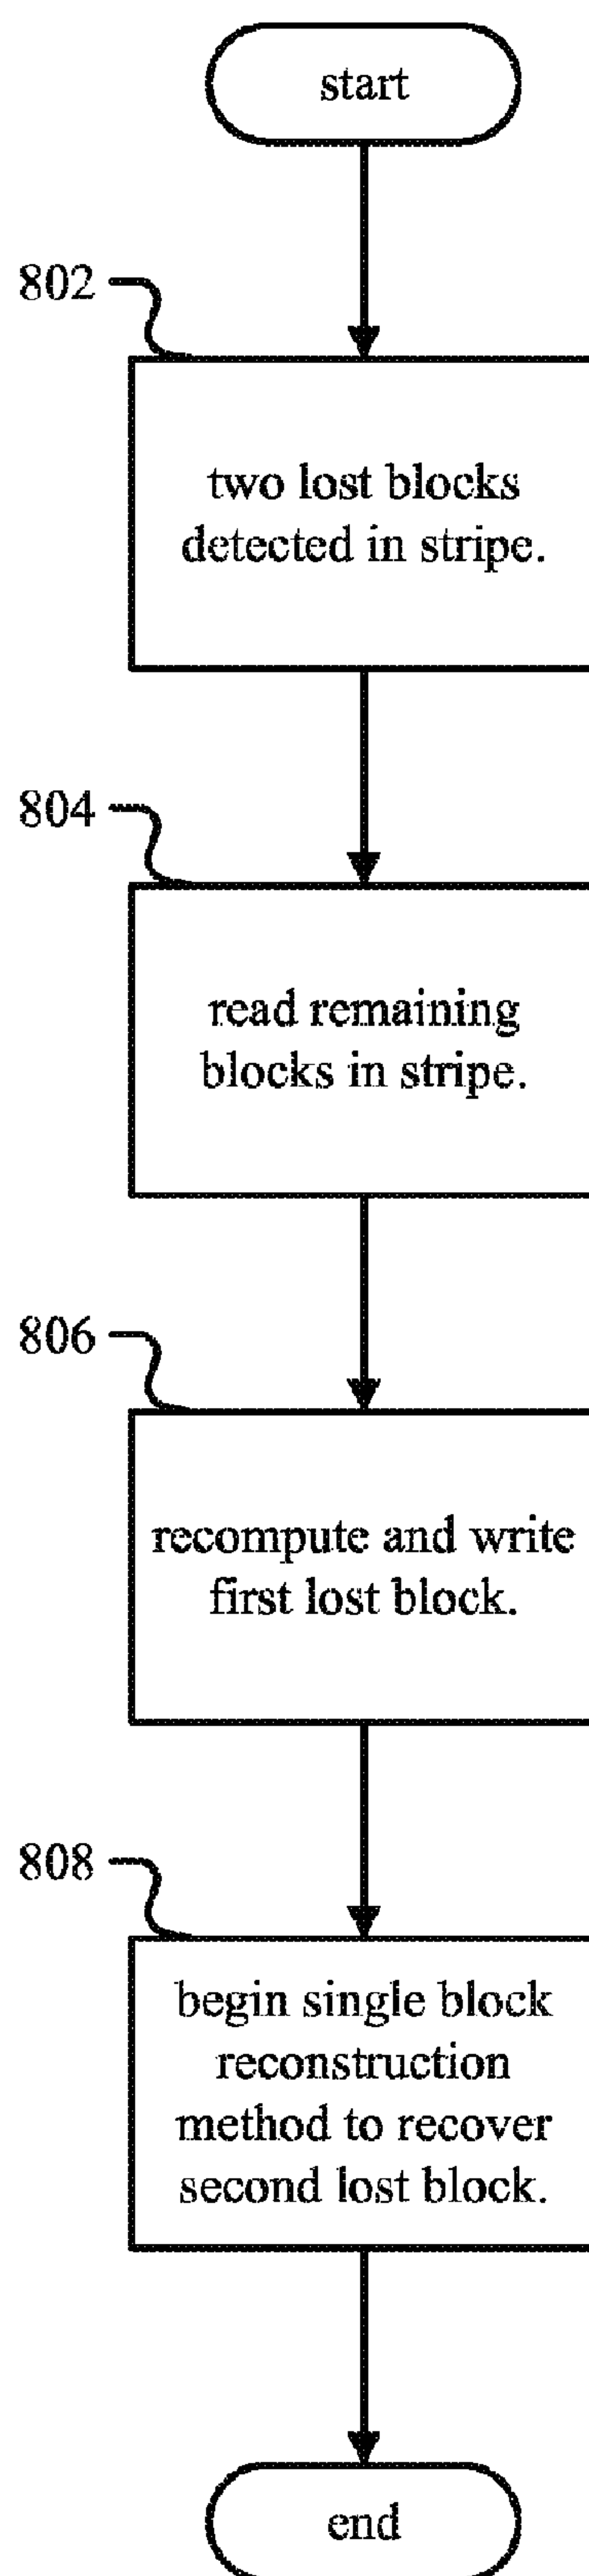 start
802
two lost blocks
detected in stripe.
804
read remaining
blocks in stripe.
806
recompute and write
first lost block.
808
begin single block
reconstruction
method to recover
second lost block.
end